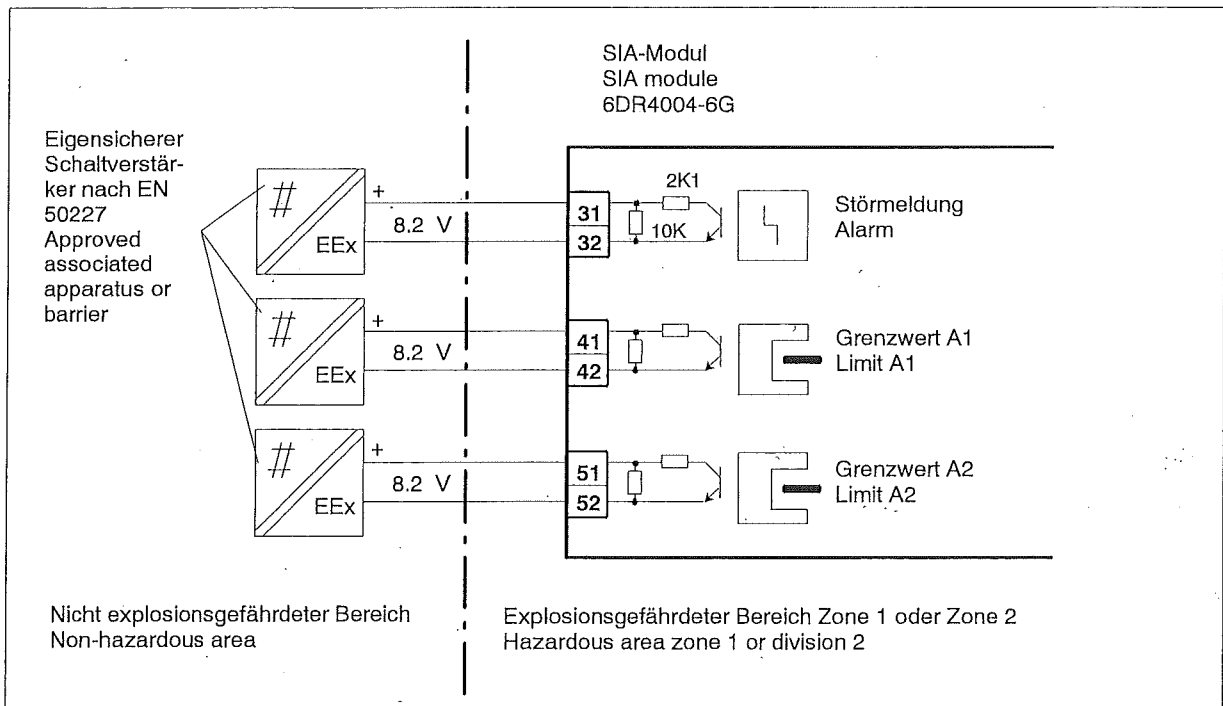 SIA-Modul
SIA module
6DR4004-6G
Eigensicherer
Schaltverstär-
ker nach EN
50227
Approved
associated
apparatus or
barrier
#
EEx
+
8.2 V
31
32
2K1
10K
Störmeldung
Alarm
#
EEx
+
8.2 V
41
42
Grenzwert A1
Limit A1
#
EEx
+
8.2 V
51
52
Grenzwert A2
Limit A2
Nicht explosionsgefährdeter Bereich
Non-hazardous area
Explosionsgefährdeter Bereich Zone 1 oder Zone 2
Hazardous area zone 1 or division 2